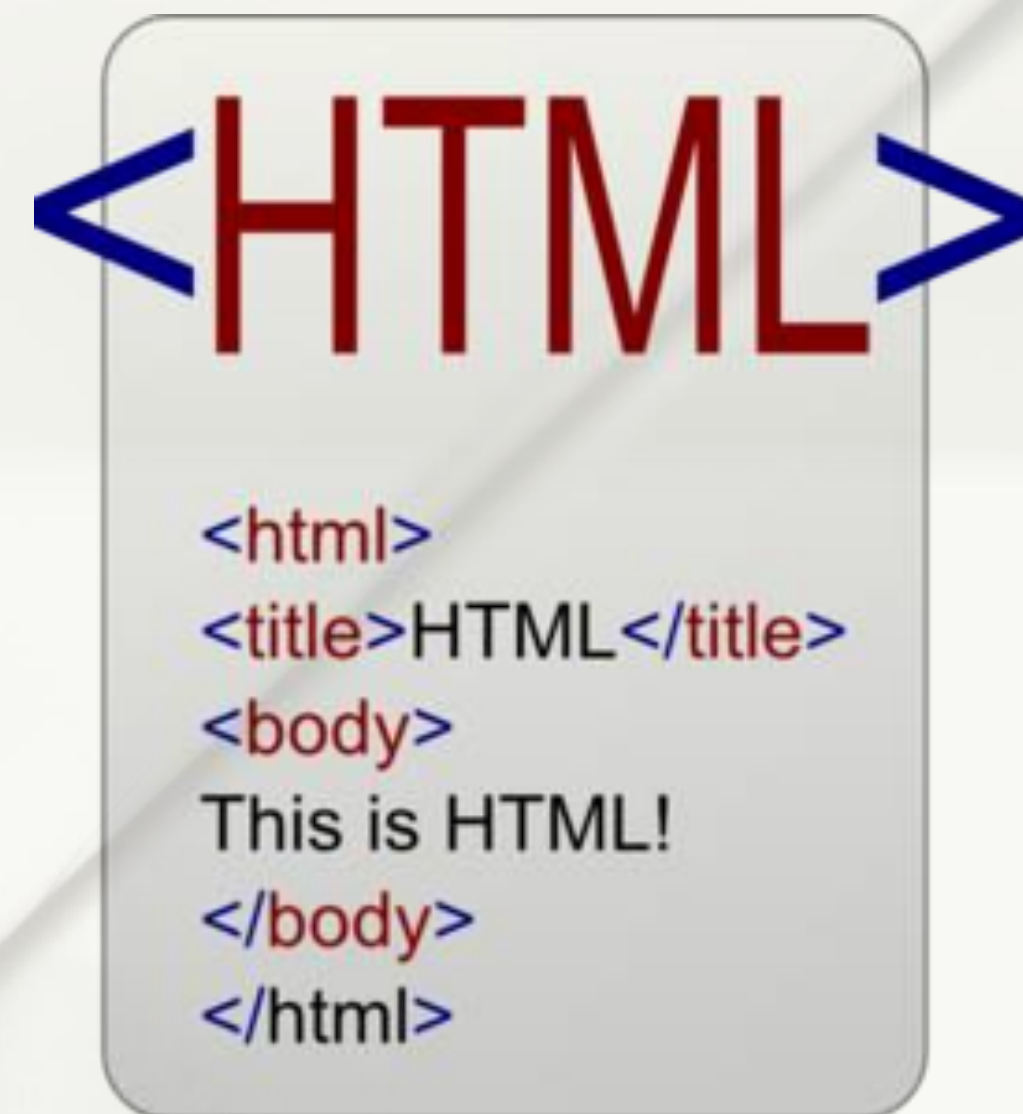 <HTML>
<html>
<title>HTML</title>
<body>
This is HTML!
</body>
</html>